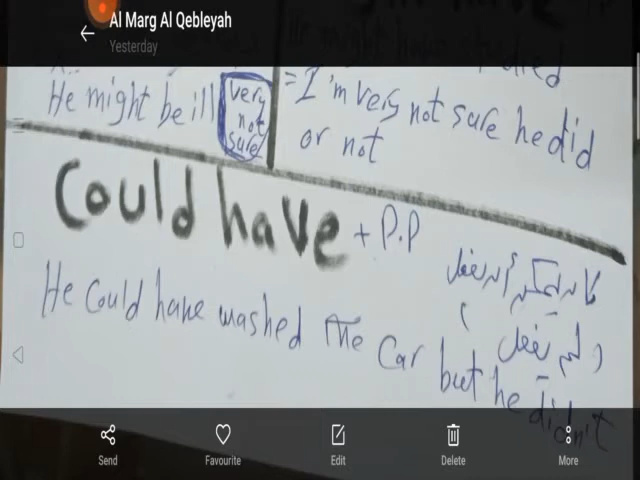 Al Marg Al Qebleyah
Yesterday
He might be ill
very
not
sure
= I'm very not sure he did
or not
Could have + P.P
كان من الممكن أن يفعل
و لم يفعل
He Could have washed The Car but he didn't
Send
Favourite
Edit
Delete
More